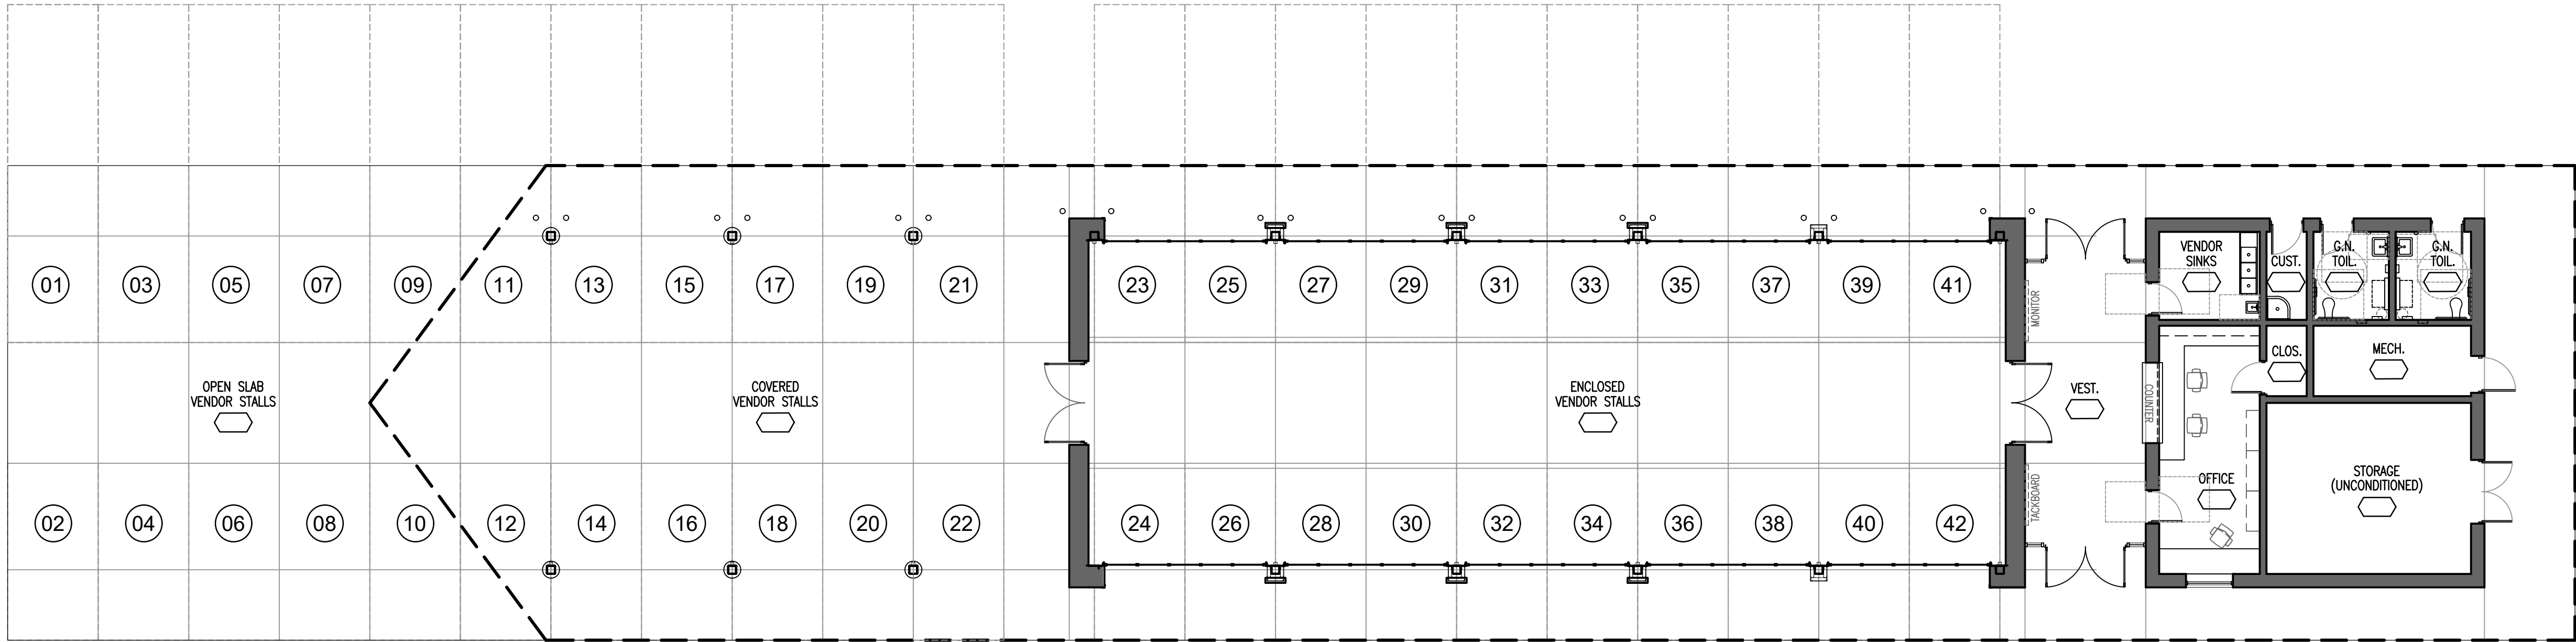 01 03 05 07 09 11 13 15 17 19 21 23 25 27 29 31 33 35 37 39 41
MONITOR
VENDOR
SINKS
CUST.
G.N.
TOIL.
G.N.
TOIL.
OPEN SLAB
VENDOR STALLS
COVERED
VENDOR STALLS
ENCLOSED
VENDOR STALLS
VEST.
COUNTER
CLOS.
MECH.
02 04 06 08 10 12 14 16 18 20 22 24 26 28 30 32 34 36 38 40 42
TACKBOARD
OFFICE
STORAGE
(UNCONDITIONED)